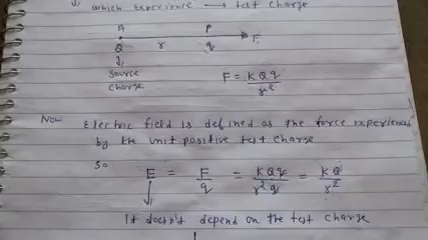 which experience → test charge
A P
Q r q F
source
charge
F = KQq / r²
Now Electric field is defined as the force experienced
by the unit positive test charge
So
E = F/q = KQq / r²q = KQ / r²
It doesn't depend on the test charge